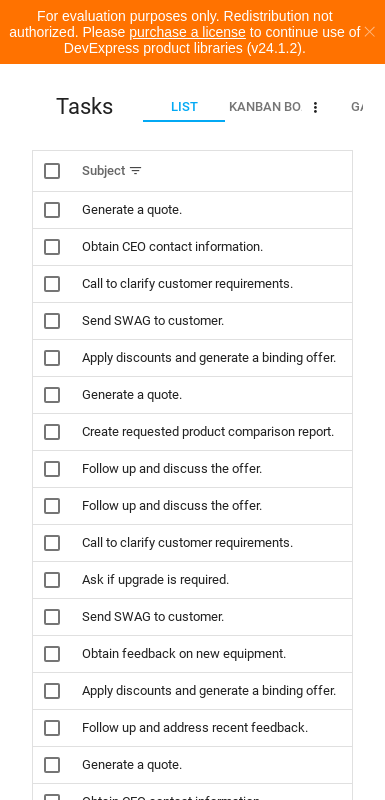 For evaluation purposes only. Redistribution not
authorized. Please purchase a license to continue use of
DevExpress product libraries (v24.1.2).
Tasks
LIST
KANBAN BO
Subject
Generate a quote.
Obtain CEO contact information.
Call to clarify customer requirements.
Send SWAG to customer.
Apply discounts and generate a binding offer.
Generate a quote.
Create requested product comparison report.
Follow up and discuss the offer.
Follow up and discuss the offer.
Call to clarify customer requirements.
Ask if upgrade is required.
Send SWAG to customer.
Obtain feedback on new equipment.
Apply discounts and generate a binding offer.
Follow up and address recent feedback.
Generate a quote.
Obtain CEO contact information.